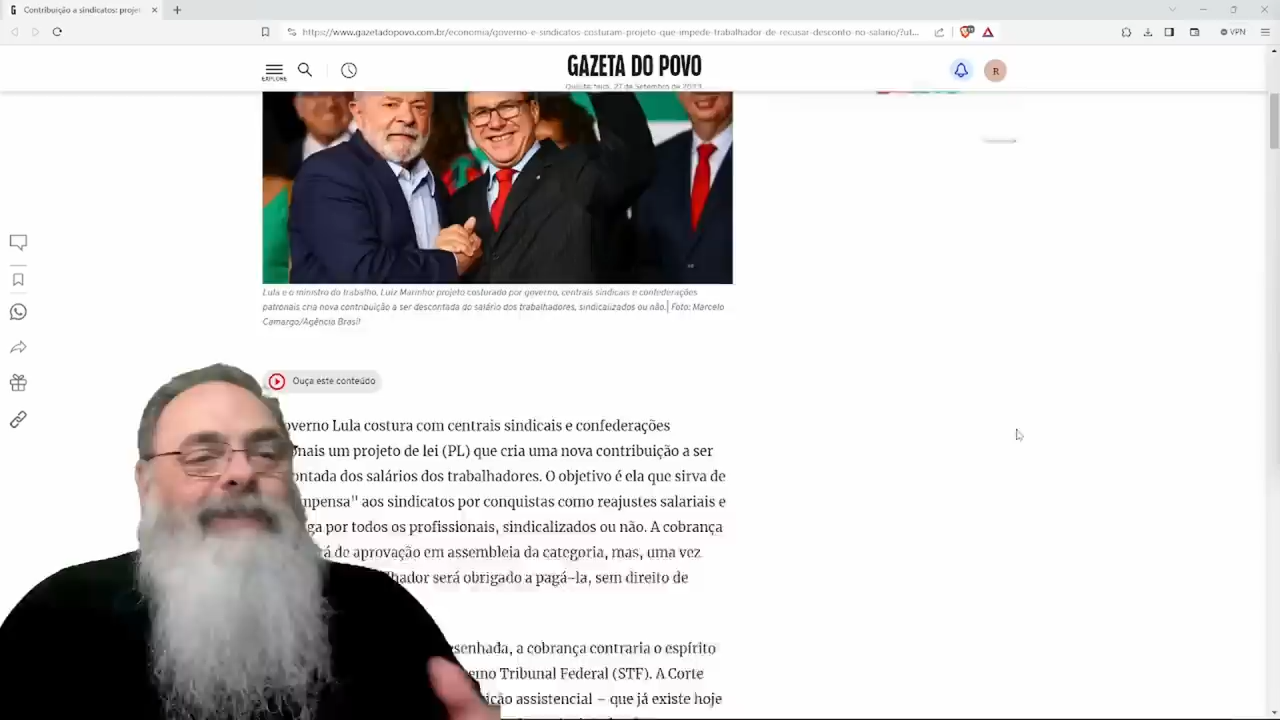 Contribuição a sindicatos: projet
https://www.gazetadopovo.com.br/economia/governo-e-sindicatos-costuram-projeto-que-impede-trabalhador-de-recusar-desconto-no-salario/?ut...
VPN
EXPLORE
GAZETA DO POVO
R
Lula e o ministro do Trabalho, Luiz Marinho: projeto costurado por governo, centrais sindicais e confederações
patronais cria nova contribuição a ser descontada do salário dos trabalhadores, sindicalizados ou não.| Foto: Marcelo
Camargo/Agência Brasil
Ouça este conteúdo
overno Lula costura com centrais sindicais e confederações
onais um projeto de lei (PL) que cria uma nova contribuição a ser
ontada dos salários dos trabalhadores. O objetivo é ela que sirva de
mpensa" aos sindicatos por conquistas como reajustes salariais e
ga por todos os profissionais, sindicalizados ou não. A cobrança
rá de aprovação em assembleia da categoria, mas, uma vez
lhador será obrigado a pagá-la, sem direito de
senhada, a cobrança contraria o espírito
emo Tribunal Federal (STF). A Corte
ição assistencial – que já existe hoje